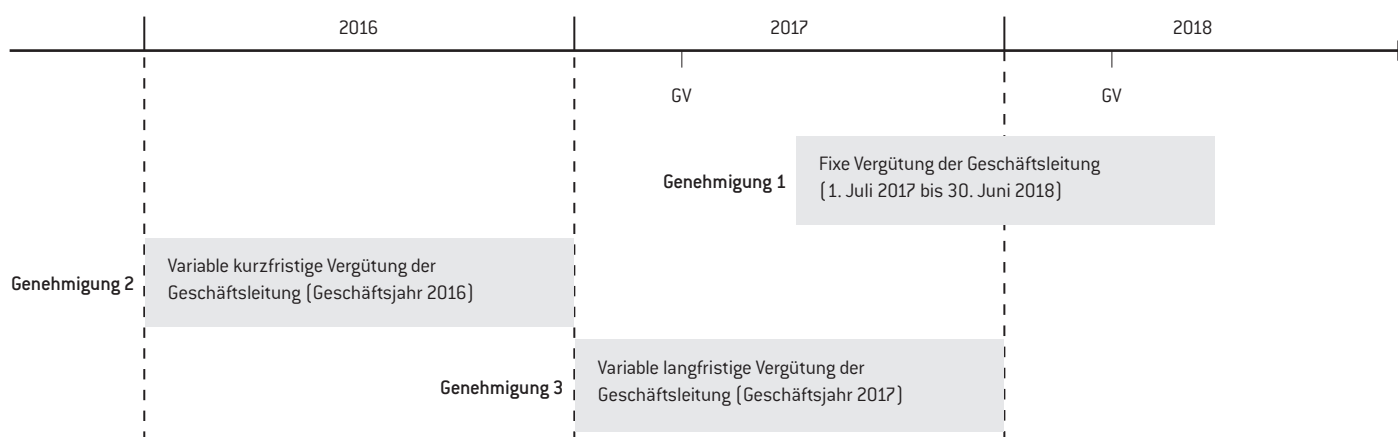 2016
2017
2018
GV
GV
Genehmigung 1
Fixe Vergütung der Geschäftsleitung
(1. Juli 2017 bis 30. Juni 2018)
Genehmigung 2
Variable kurzfristige Vergütung der
Geschäftsleitung (Geschäftsjahr 2016)
Genehmigung 3
Variable langfristige Vergütung der
Geschäftsleitung (Geschäftsjahr 2017)